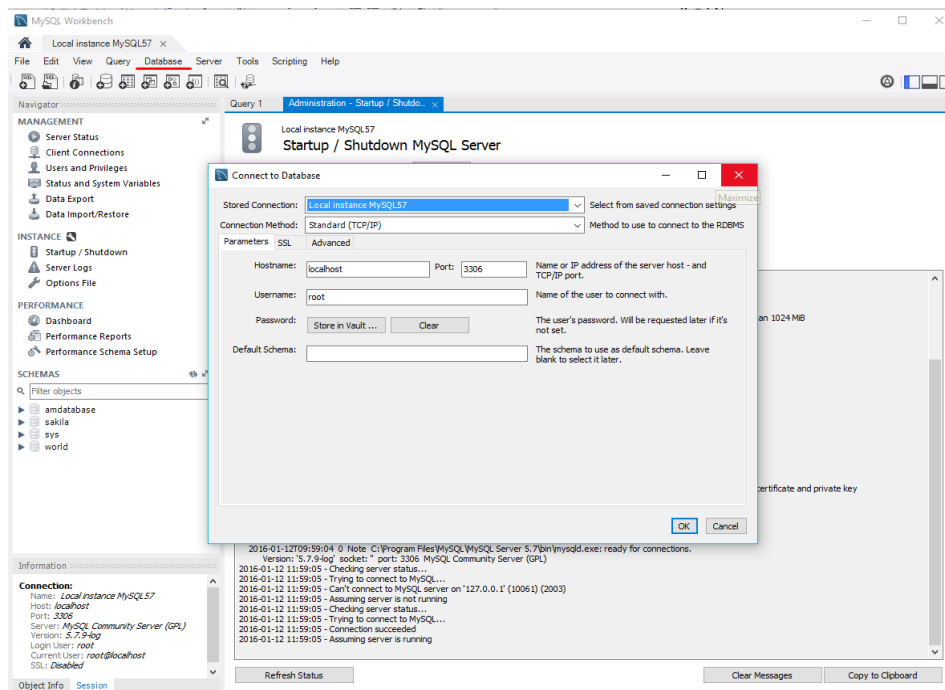 MySQL Workbench
Local instance MySQL57
File Edit View Query Database Server Tools Scripting Help
Navigator
MANAGEMENT
Server Status
Client Connections
Users and Privileges
Status and System Variables
Data Export
Data Import/Restore
INSTANCE
Startup / Shutdown
Server Logs
Options File
PERFORMANCE
Dashboard
Performance Reports
Performance Schema Setup
SCHEMAS
Filter objects
amdatabase
sakila
sys
world
Information
Connection:
Name: Local instance MySQL57
Host: localhost
Port: 3306
Server: MySQL Community Server (GPL)
Version: 5.7.9-log
Login User: root
Current User: root@localhost
SSL: Disabled
Object Info Session
Query 1 Administration - Startup / Shutdo..
Local instance MySQL57
Startup / Shutdown MySQL Server
Connect to Database
Maximize
Stored Connection: Local instance MySQL57 Select from saved connection settings
Connection Method: Standard (TCP/IP) Method to use to connect to the RDBMS
Parameters SSL Advanced
Hostname: localhost Port: 3306 Name or IP address of the server host - and
TCP/IP port.
Username: root Name of the user to connect with.
Password: Store in Vault ... Clear The user's password. Will be requested later if it's
not set.
Default Schema: The schema to use as default schema. Leave
blank to select it later.
OK Cancel
an 1024 MiB
certificate and private key
2016-01-12T09:59:04 0 Note C:\Program Files\MySQL\MySQL Server 5.7\bin\mysqld.exe: ready for connections.
Version: '5.7.9-log' socket: '' port: 3306 MySQL Community Server (GPL)
2016-01-12 11:59:05 - Checking server status...
2016-01-12 11:59:05 - Trying to connect to MySQL...
2016-01-12 11:59:05 - Can't connect to MySQL server on '127.0.0.1' (10061) (2003)
2016-01-12 11:59:05 - Assuming server is not running
2016-01-12 11:59:05 - Checking server status...
2016-01-12 11:59:05 - Trying to connect to MySQL...
2016-01-12 11:59:05 - Connection succeeded
2016-01-12 11:59:05 - Assuming server is running
Refresh Status Clear Messages Copy to Clipboard